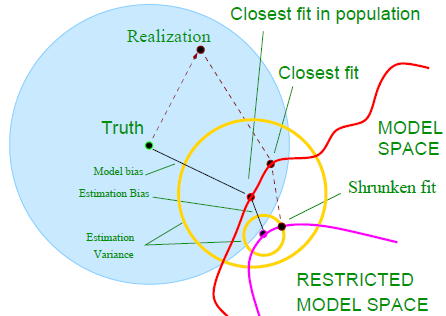 Closest fit in population
Realization
Closest fit
Truth
MODEL
SPACE
Model bias
Estimation Bias
Shrunken fit
Estimation
Variance
RESTRICTED
MODEL SPACE